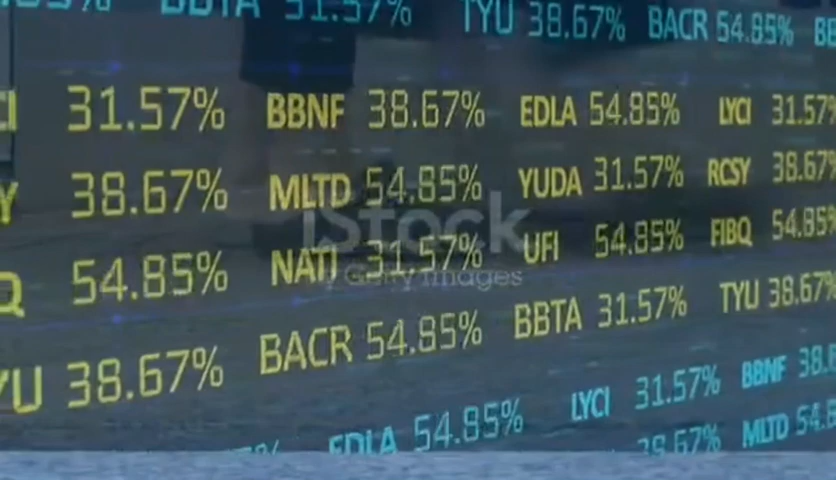 BBTA 31.57% TYU 38.67% BACR 54.85%
31.57% BBNF 38.67% EDLA 54.85% LYCI 31.57%
38.67% MLTD 54.85% YUDA 31.57% RCSY 38.67%
54.85% NATI 31.57% UFI 54.85% FIBQ 54.85%
38.67% BACR 54.85% BBTA 31.57% TYU 38.67%
EDLA 54.85% LYCI 31.57% BBNF
MLTD
iStock
by Getty Images